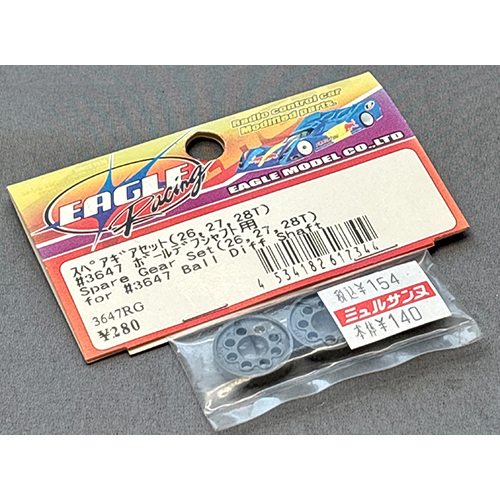 EAGLE
Racing
Radio control car
Modified parts.
EAGLE MODEL CO.,LTD
スペアギアセット(26, 27, 28T)
#3647 ボールデフシャフト用
Spare Gear Set(26, 27, 28T)
for #3647 Ball Diff Shaft
3647RG
¥280
4 534182 617344
税込¥154
ミュルサンヌ
本体¥140